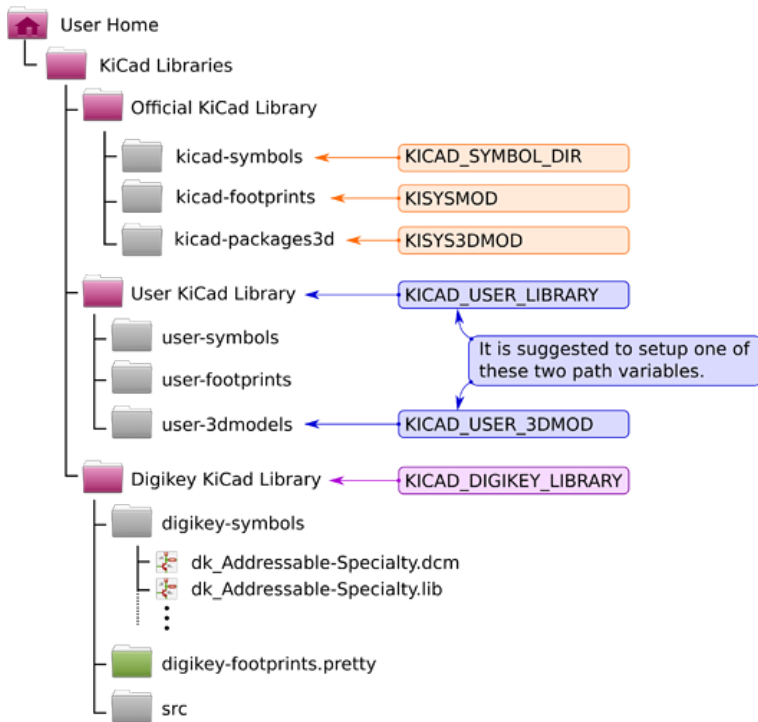 User Home
KiCad Libraries
Official KiCad Library
kicad-symbols
KICAD_SYMBOL_DIR
kicad-footprints
KISYSMOD
kicad-packages3d
KISYS3DMOD
User KiCad Library
KICAD_USER_LIBRARY
user-symbols
It is suggested to setup one of
these two path variables.
user-footprints
user-3dmodels
KICAD_USER_3DMOD
Digikey KiCad Library
KICAD_DIGIKEY_LIBRARY
digikey-symbols
dk_Addressable-Specialty.dcm
dk_Addressable-Specialty.lib
digikey-footprints.pretty
src